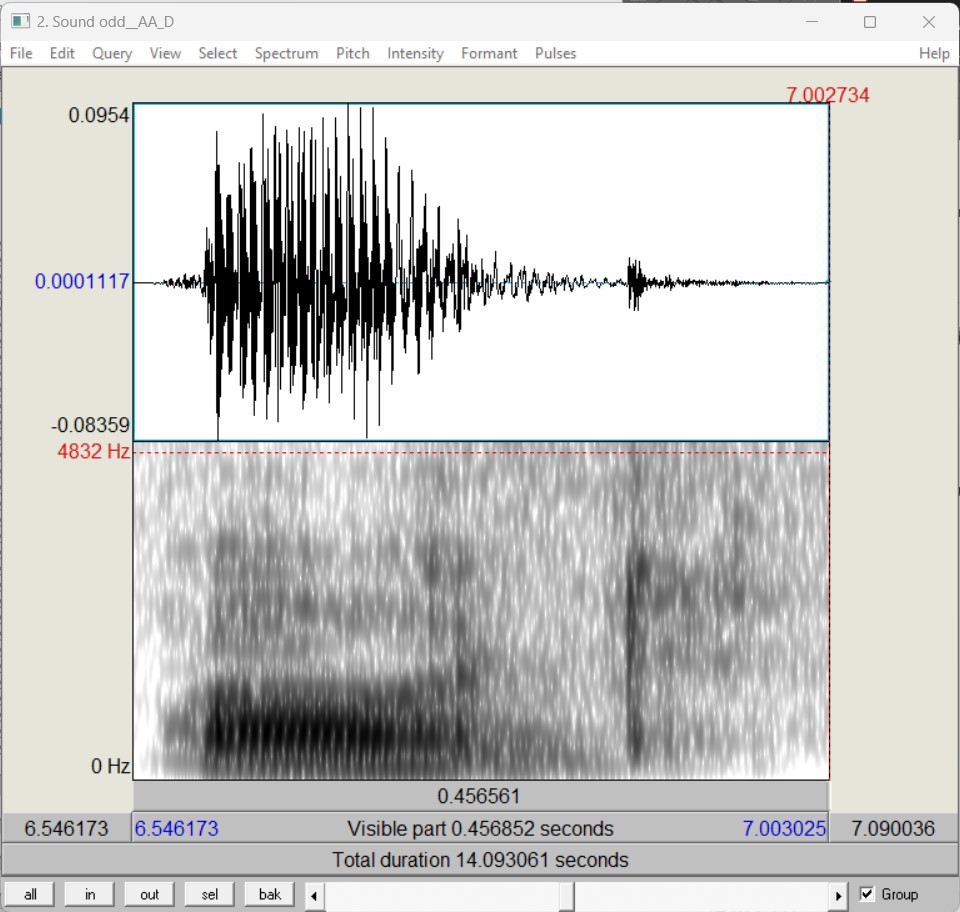 2. Sound odd__AA_D
File Edit Query View Select Spectrum Pitch Intensity Formant Pulses Help
7.002734
0.0954
0.0001117
-0.08359
4832 Hz
0 Hz
0.456561
6.546173 6.546173 Visible part 0.456852 seconds 7.003025 7.090036
Total duration 14.093061 seconds
all in out sel bak Group